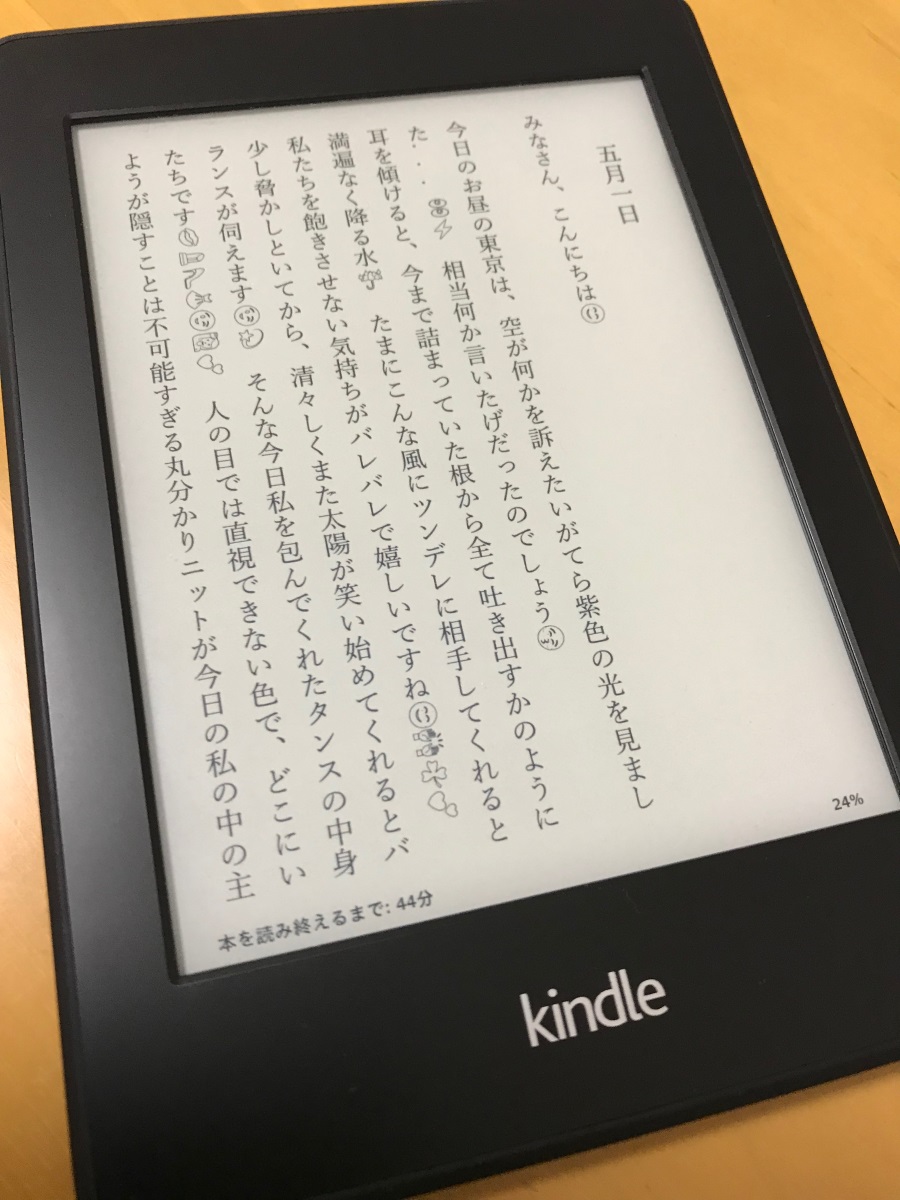 五月一日
みなさん、こんにちは
今日のお昼の東京は、空が何かを訴えたいがてら紫色の光を見まし
た・・ 相当何か言いたげだったのでしょう
耳を傾けると、今まで詰まっていた根から全て吐き出すかのように
満遍なく降る水 たまにこんな風にツンデレに相手してくれると
私たちを飽きさせない気持ちがバレバレで嬉しいですね
少し脅かしといてから、清々しくまた太陽が笑い始めてくれるとバ
ランスが伺えます そんな今日私を包んでくれたタンスの中身
たちです 人の目では直視できない色で、どこにい
ようが隠すことは不可能すぎる丸分かりニットが今日の私の中の主
本を読み終えるまで: 44分
24%
kindle